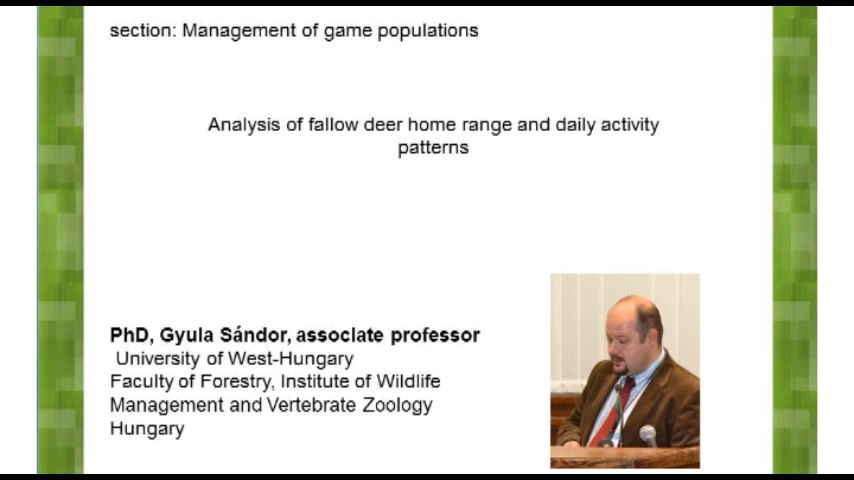 section: Management of game populations
Analysis of fallow deer home range and daily activity
patterns
PhD, Gyula Sándor, associate professor
University of West-Hungary
Faculty of Forestry, Institute of Wildlife
Management and Vertebrate Zoology
Hungary